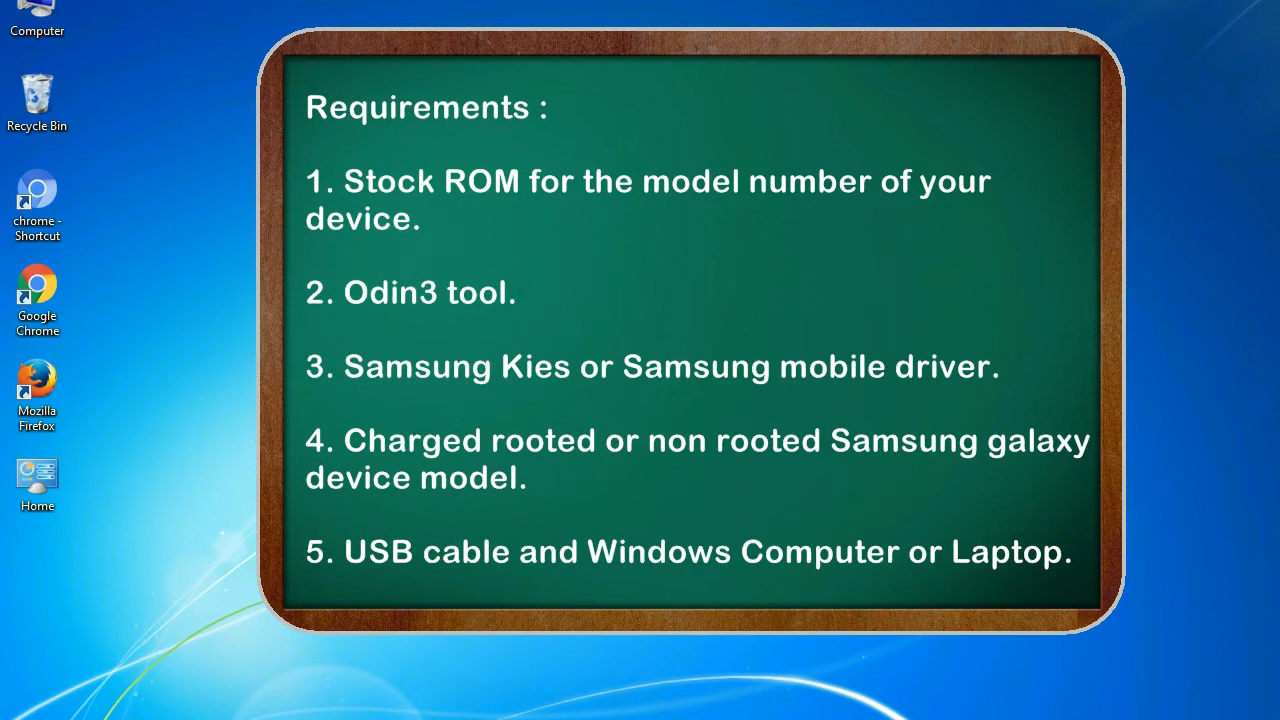 Computer
Recycle Bin
chrome -
Shortcut
Google
Chrome
Mozilla
Firefox
Home
Requirements :
1. Stock ROM for the model number of your
device.
2. Odin3 tool.
3. Samsung Kies or Samsung mobile driver.
4. Charged rooted or non rooted Samsung galaxy
device model.
5. USB cable and Windows Computer or Laptop.